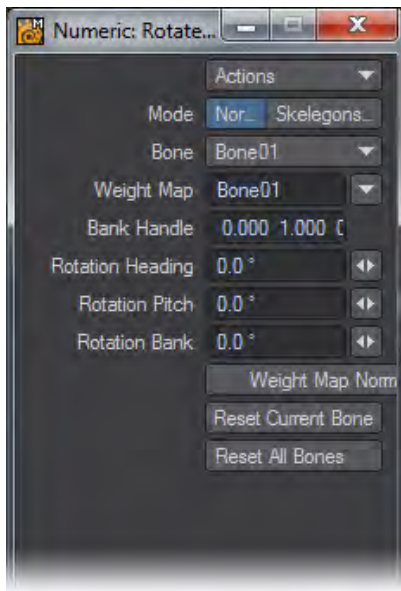 Numeric: Rotate...
Actions
Mode Nor... Skelegons...
Bone Bone01
Weight Map Bone01
Bank Handle 0.000 1.000 0
Rotation Heading 0.0 °
Rotation Pitch 0.0 °
Rotation Bank 0.0 °
Weight Map Norm
Reset Current Bone
Reset All Bones